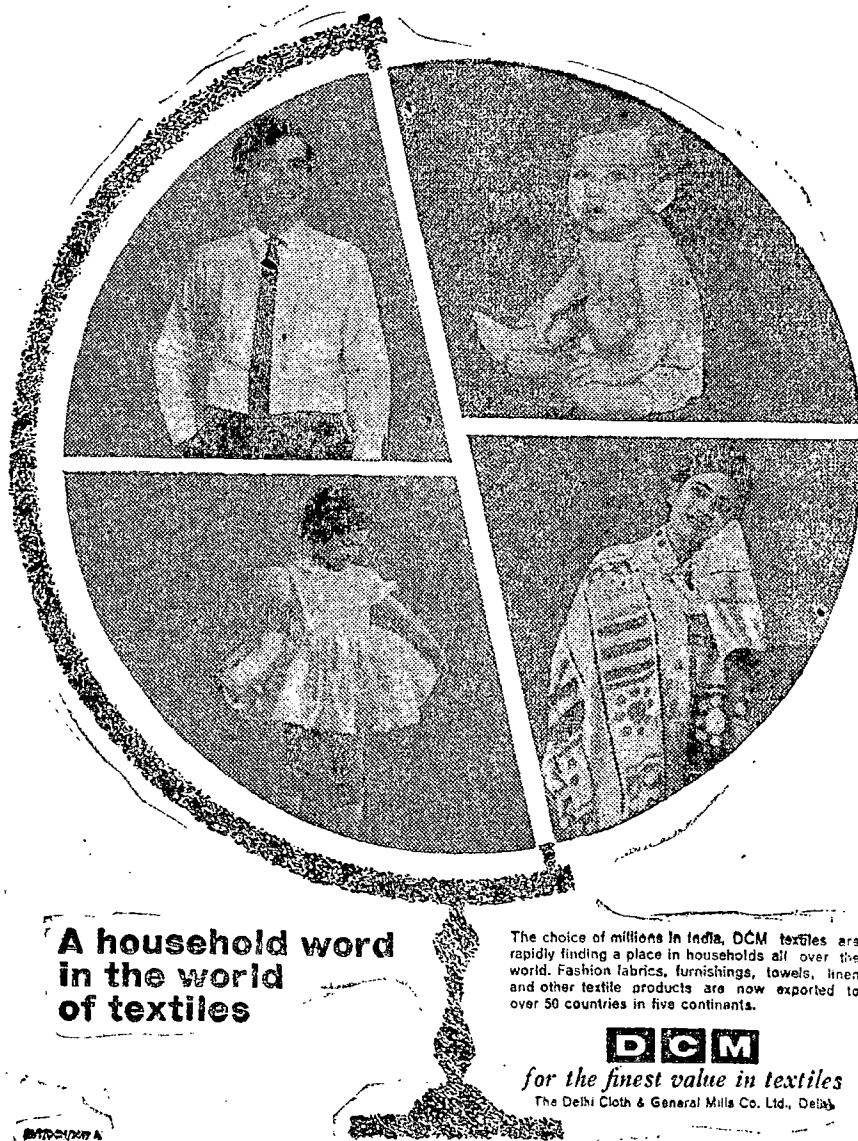 A household word
in the world
of textiles
The choice of millions in India, DCM textiles are
rapidly finding a place in households all over the
world. Fashion fabrics, furnishings, towels, linen
and other textile products are now exported to
over 50 countries in five continents.
DCM
for the finest value in textiles
The Delhi Cloth & General Mills Co. Ltd., Delhi